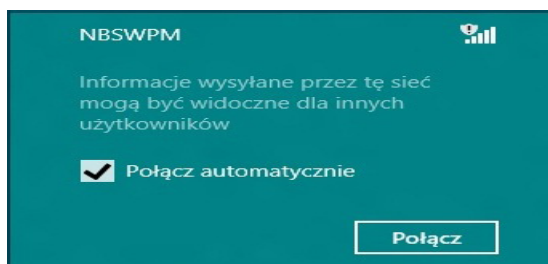 NBSWPM
Informacje wysyłane przez tę sieć
mogą być widoczne dla innych
użytkowników
Połącz automatycznie
Połącz